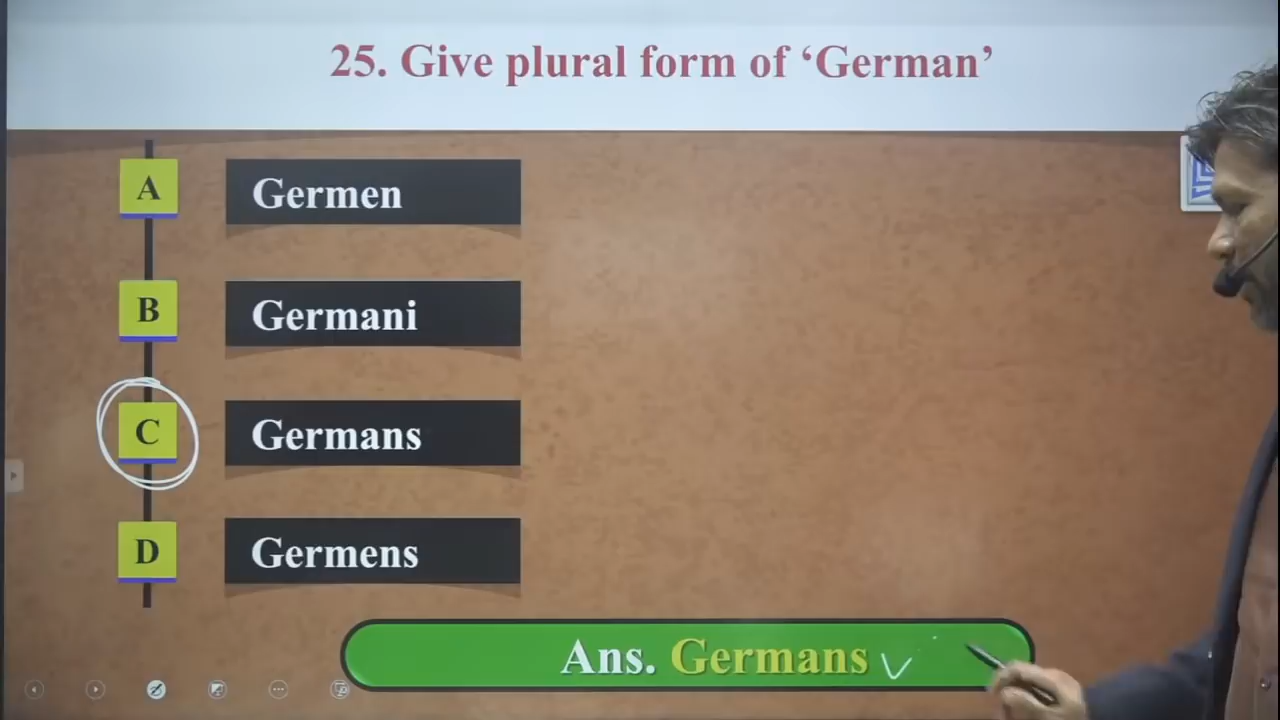 25. Give plural form of ‘German’
A Germen
B Germani
C Germans
D Germens
Ans. Germans